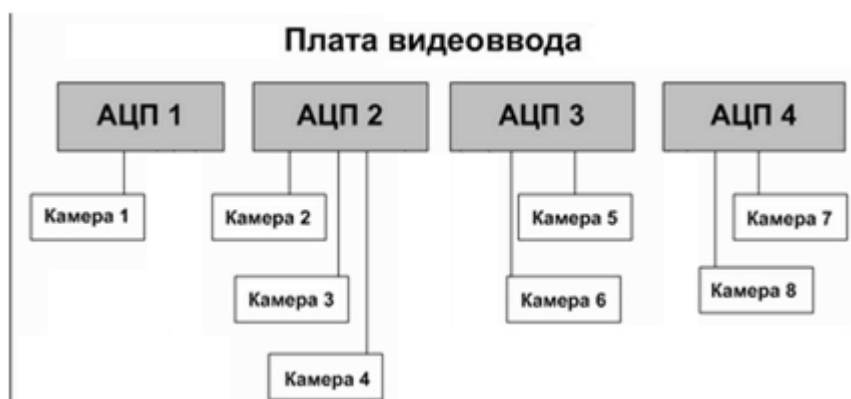 Плата видеоввода
АЦП 1 АЦП 2 АЦП 3 АЦП 4
Камера 1 Камера 2 Камера 5 Камера 7
Камера 3 Камера 6 Камера 8
Камера 4